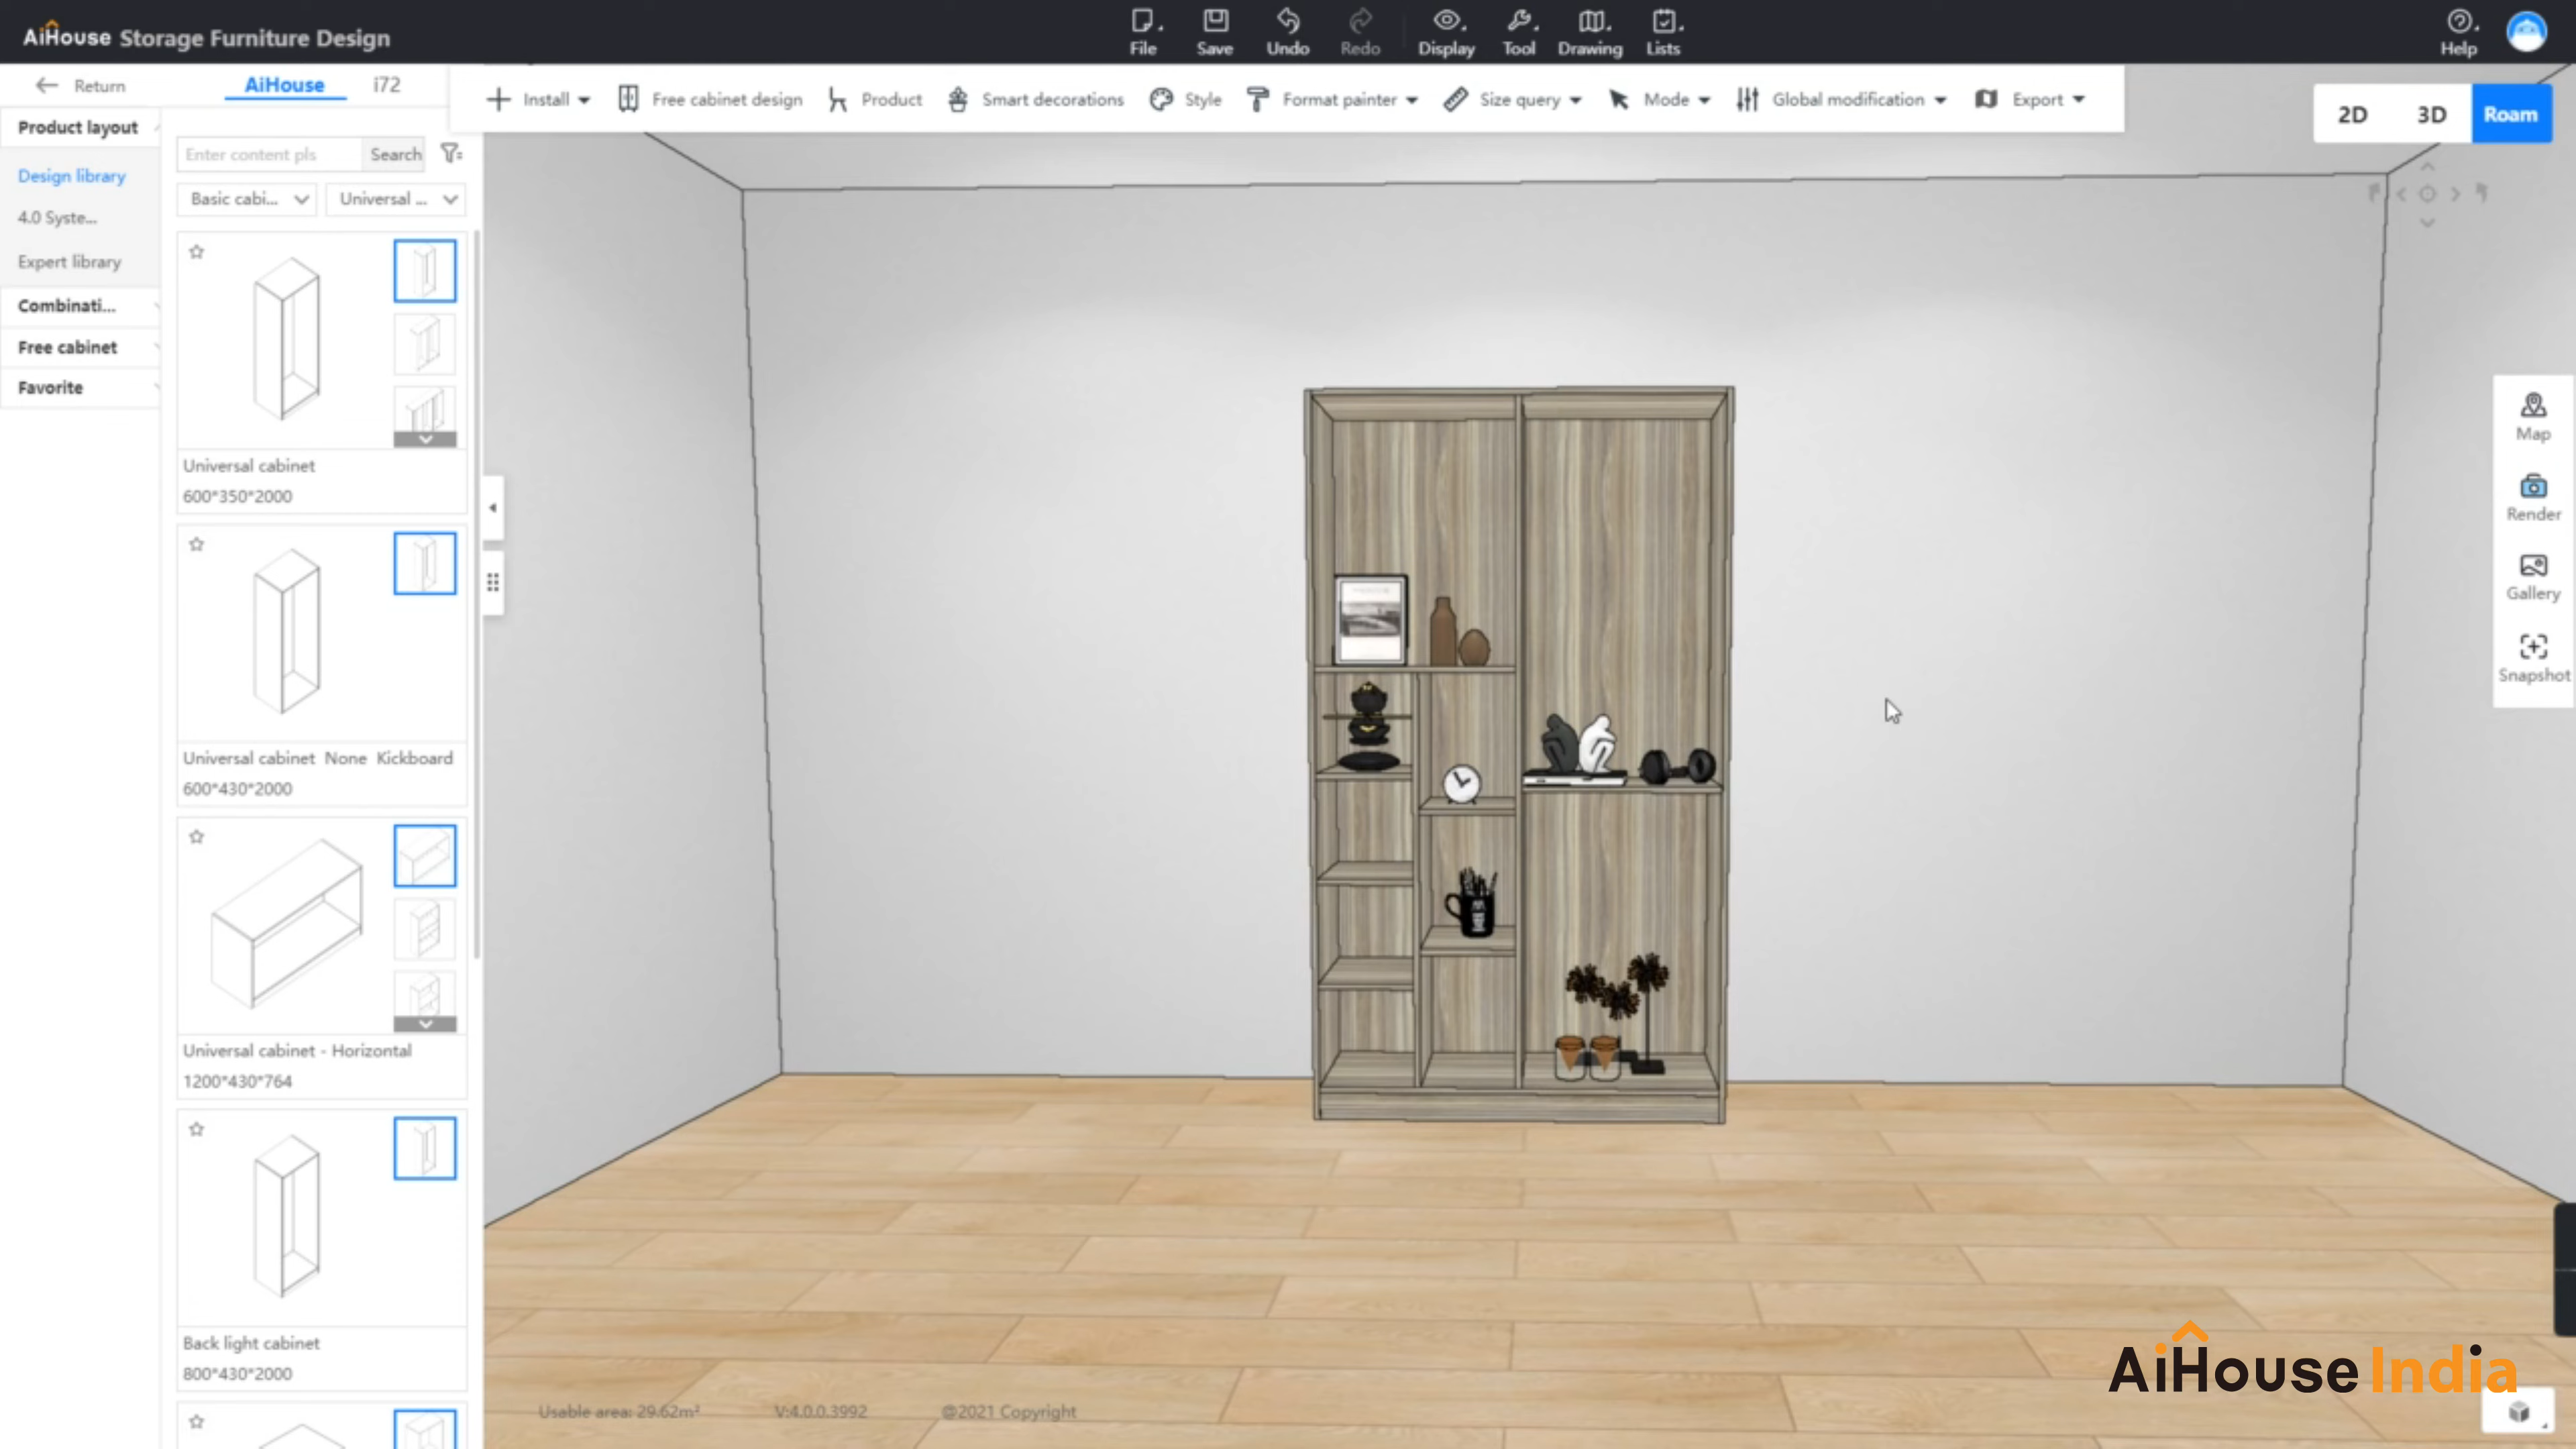 AiHouse Storage Furniture Design
File
Save
Undo
Redo
Display
Tool
Drawing
Lists
Help
Return
AiHouse
i72
Install
Free cabinet design
Product
Smart decorations
Style
Format painter
Size query
Mode
Global modification
Export
2D
3D
Roam
Product layout
Design library
4.0 Syste...
Expert library
Combinati...
Free cabinet
Favorite
Enter content pls
Search
Basic cabi...
Universal ...
Universal cabinet
600*350*2000
Universal cabinet None Kickboard
600*430*2000
Universal cabinet - Horizontal
1200*430*764
Back light cabinet
800*430*2000
Map
Render
Gallery
Snapshot
Usable area: 29.62m²
V:4.0.0.3992
@2021 Copyright
AiHouse India